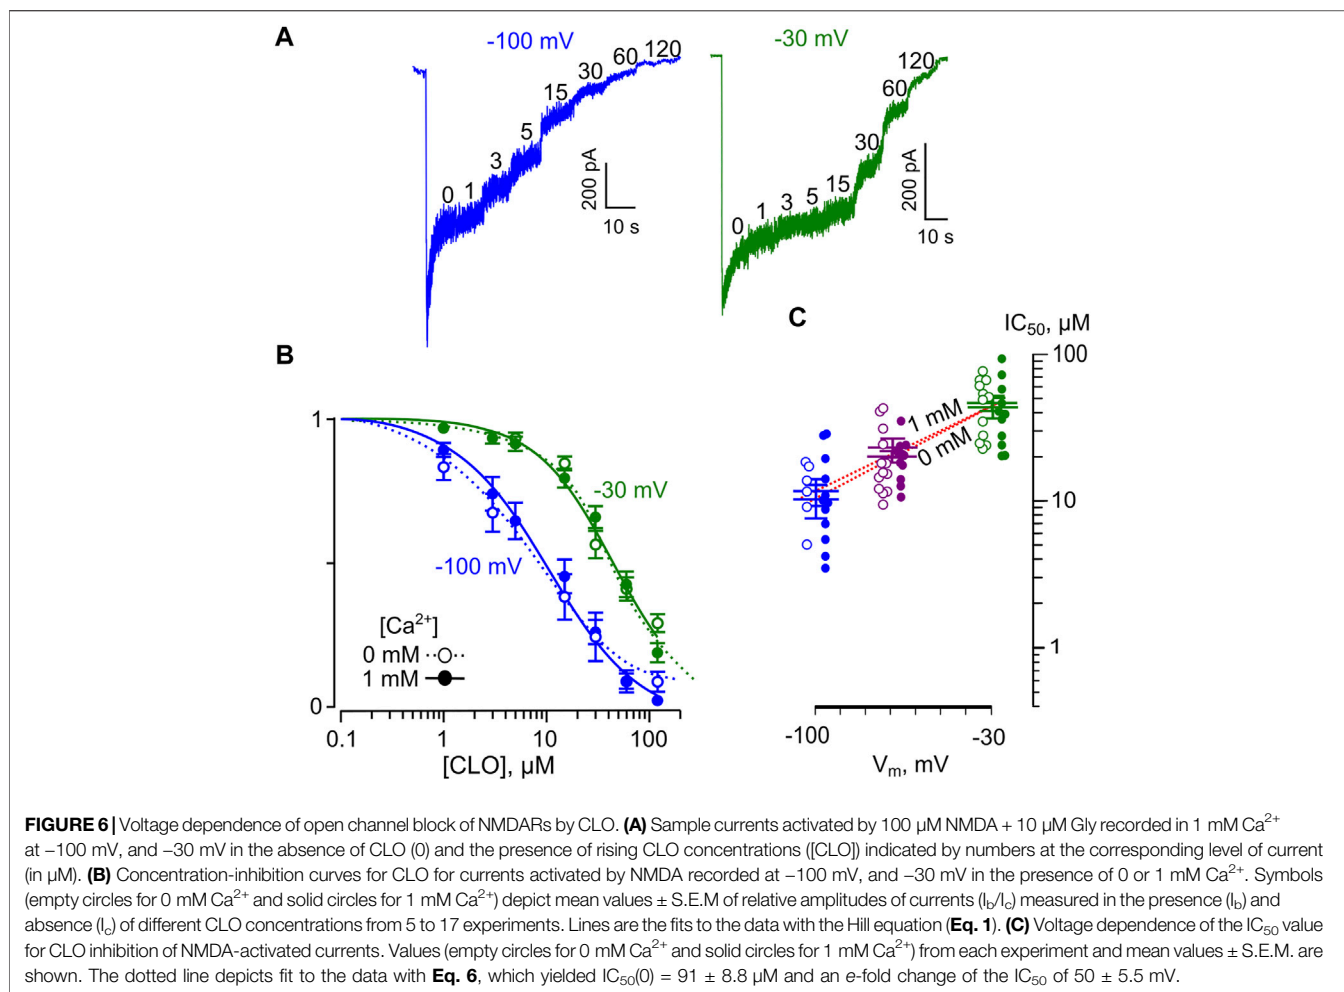 A
-100 mV
-30 mV
0
1
3
5
15
30
60
120
200 pA
10 s
0
1
3
5
15
30
60
120
200 pA
10 s
B
1
0
-30 mV
-100 mV
[Ca²⁺]
0 mM
1 mM
0.1
1
10
100
[CLO], µM
C
IC₅₀, µM
100
10
1
1 mM
0 mM
-100
-30
Vₘ, mV
FIGURE 6 | Voltage dependence of open channel block of NMDARs by CLO. (A) Sample currents activated by 100 µM NMDA + 10 µM Gly recorded in 1 mM Ca²⁺
at −100 mV, and −30 mV in the absence of CLO (0) and the presence of rising CLO concentrations ([CLO]) indicated by numbers at the corresponding level of current
(in µM). (B) Concentration-inhibition curves for CLO for currents activated by NMDA recorded at −100 mV, and −30 mV in the presence of 0 or 1 mM Ca²⁺. Symbols
(empty circles for 0 mM Ca²⁺ and solid circles for 1 mM Ca²⁺) depict mean values ± S.E.M of relative amplitudes of currents (I_b/I_c) measured in the presence (I_b) and
absence (I_c) of different CLO concentrations from 5 to 17 experiments. Lines are the fits to the data with the Hill equation (Eq. 1). (C) Voltage dependence of the IC₅₀ value
for CLO inhibition of NMDA-activated currents. Values (empty circles for 0 mM Ca²⁺ and solid circles for 1 mM Ca²⁺) from each experiment and mean values ± S.E.M. are
shown. The dotted line depicts fit to the data with Eq. 6, which yielded IC₅₀(0) = 91 ± 8.8 µM and an e-fold change of the IC₅₀ of 50 ± 5.5 mV.